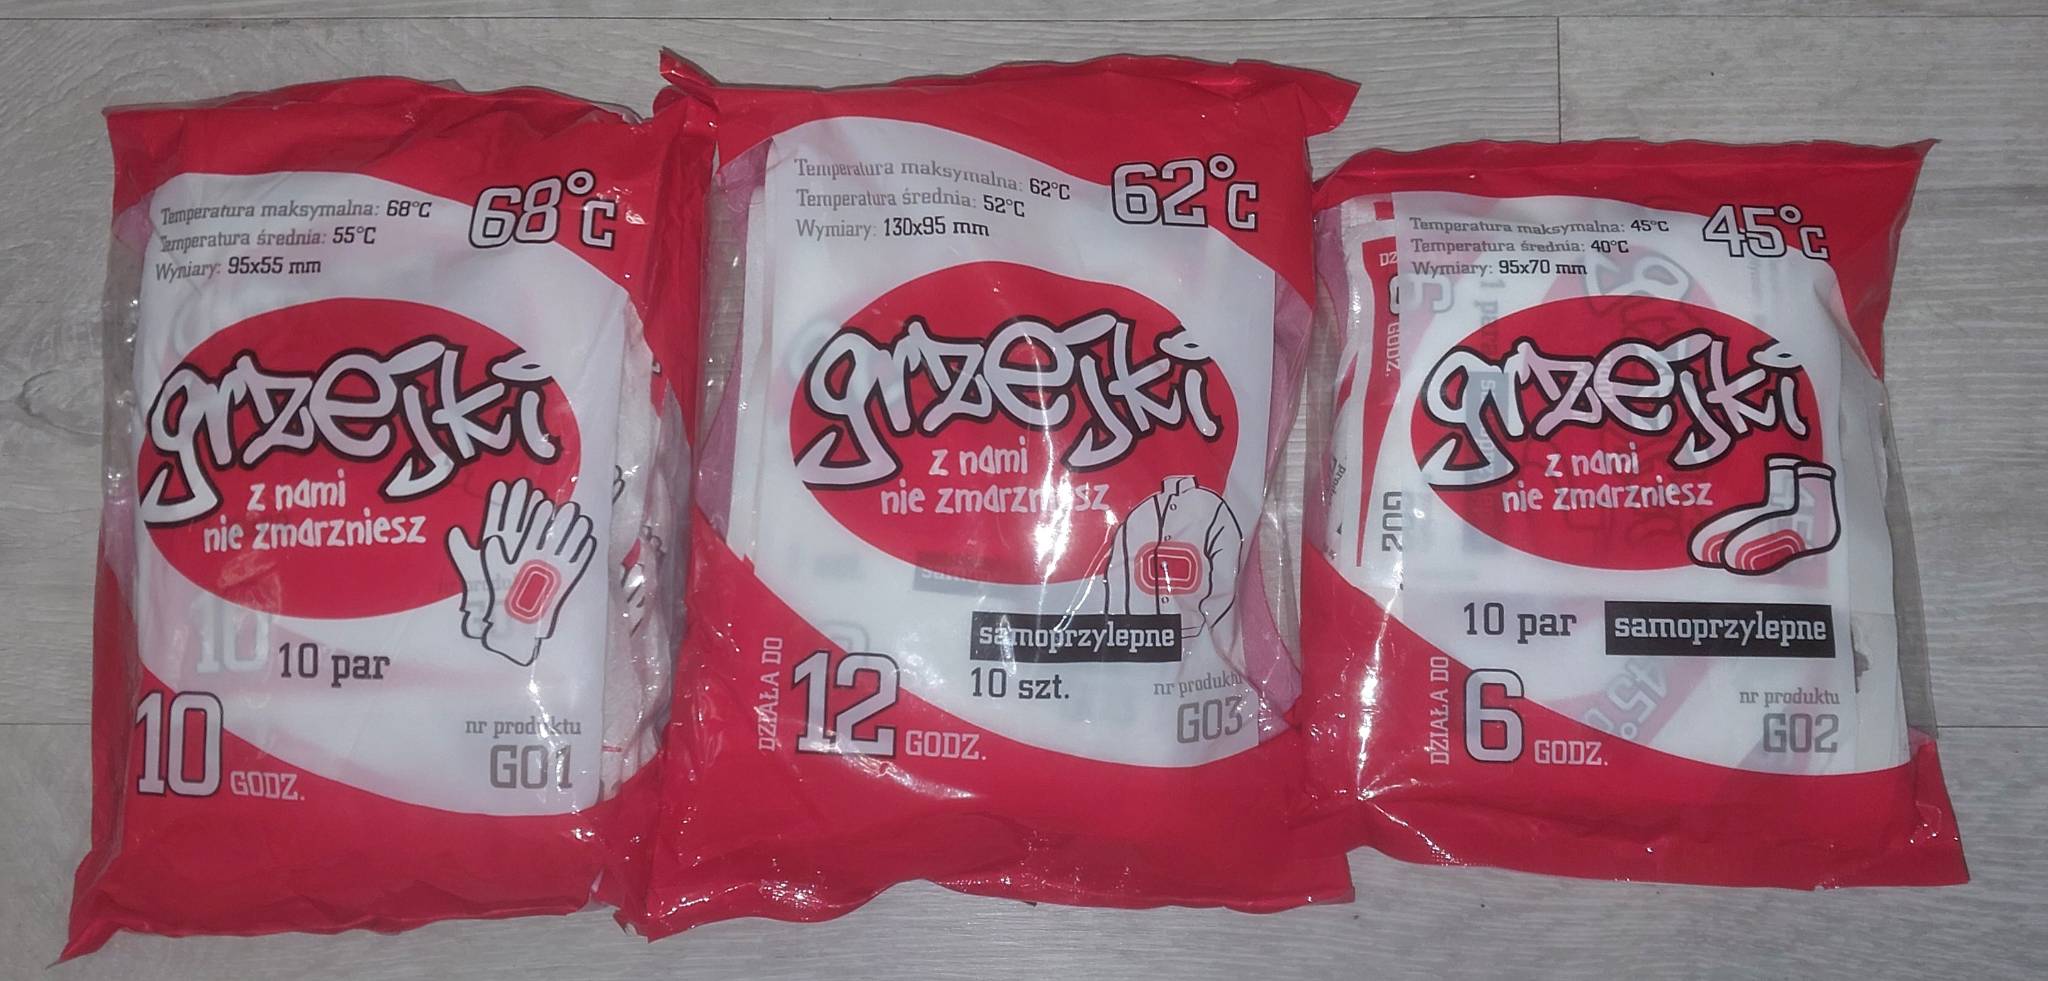 Temperatura maksymalna: 68°C
Temperatura średnia: 55°C
Wymiary: 95x55 mm
68°C
grzejki
z nami
nie zmarzniesz
10 par
10 GODZ.
nr produktu
G01
Temperatura maksymalna: 62°C
Temperatura średnia: 52°C
Wymiary: 130x95 mm
62°C
grzejki
z nami
nie zmarzniesz
samoprzylepne
10 szt.
DZIAŁA DO
12 GODZ.
nr produktu
G03
Temperatura maksymalna: 45°C
Temperatura średnia: 40°C
Wymiary: 95x70 mm
45°C
grzejki
z nami
nie zmarzniesz
10 par
samoprzylepne
DZIAŁA DO
6 GODZ.
nr produktu
G02